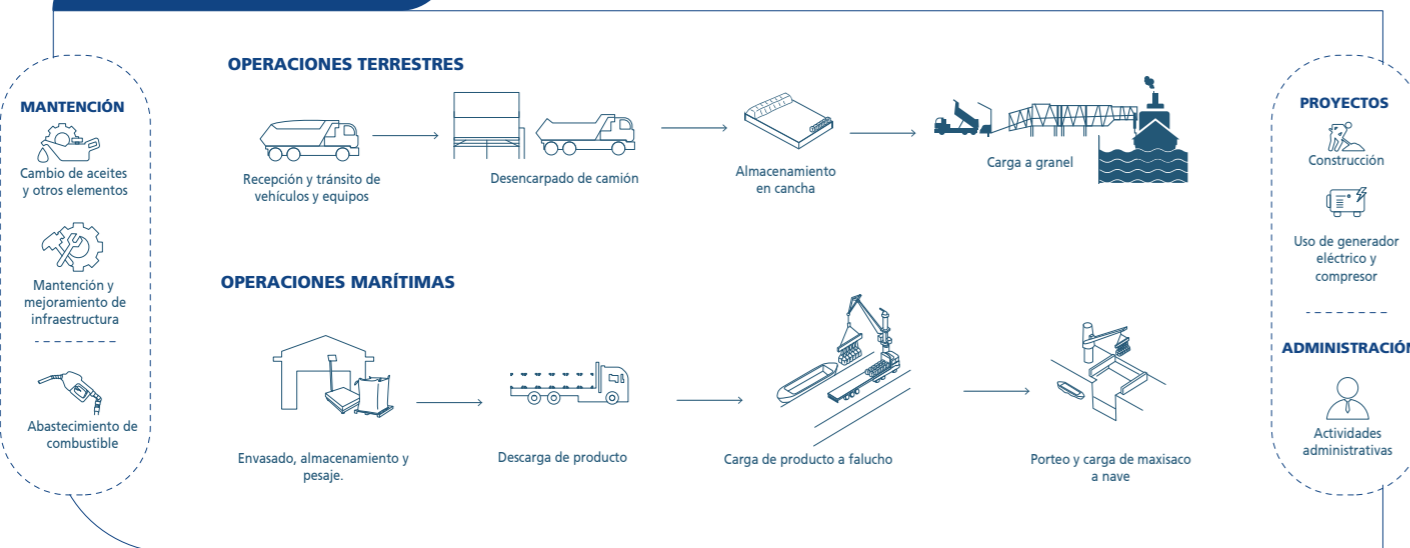 MANTENCIÓN
Cambio de aceites
y otros elementos
Mantención y
mejoramiento de
infraestructura
Abastecimiento de
combustible
OPERACIONES TERRESTRES
Recepción y tránsito de
vehículos y equipos
Desencarpado de camión
Almacenamiento
en cancha
Carga a granel
OPERACIONES MARÍTIMAS
Envasado, almacenamiento y
pesaje.
Descarga de producto
Carga de producto a falucho
Porteo y carga de maxisaco
a nave
PROYECTOS
Construcción
Uso de generador
eléctrico y
compresor
ADMINISTRACIÓN
Actividades
administrativas